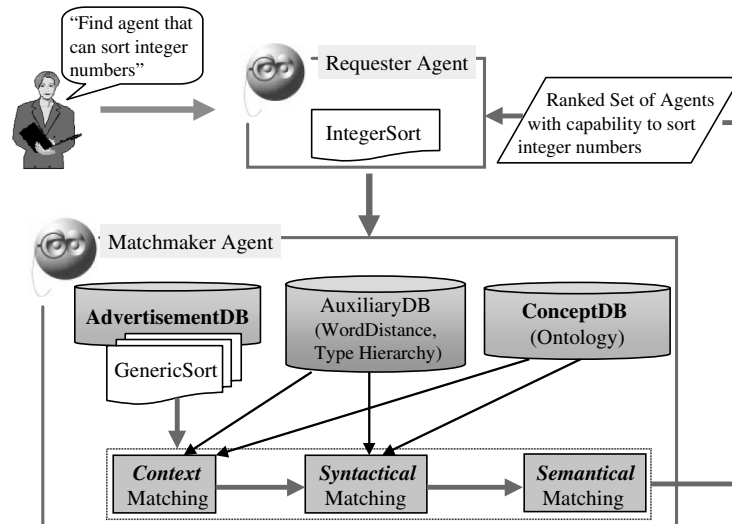 “Find agent that
can sort integer
numbers”
Requester Agent
IntegerSort
Ranked Set of Agents
with capability to sort
integer numbers
Matchmaker Agent
AdvertisementDB
GenericSort
AuxiliaryDB
(WordDistance,
Type Hierarchy)
ConceptDB
(Ontology)
Context
Matching
Syntactical
Matching
Semantical
Matching